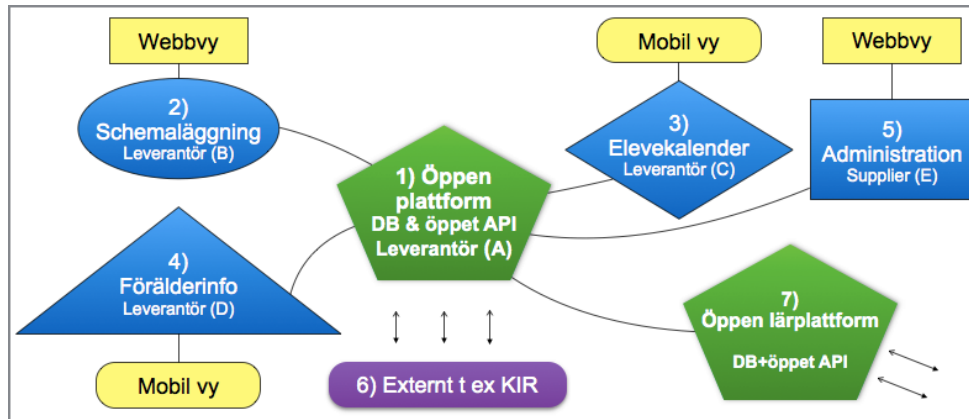 Webbvy
2)
Schemaläggning
Leverantör (B)
Mobil vy
3)
Elevekalender
Leverantör (C)
Webbvy
5)
Administration
Supplier (E)
1) Öppen
plattform
DB & öppet API
Leverantör (A)
4)
Förälderinfo
Leverantör (D)
Mobil vy
6) Externt t ex KIR
7)
Öppen lärplattform
DB+öppet API